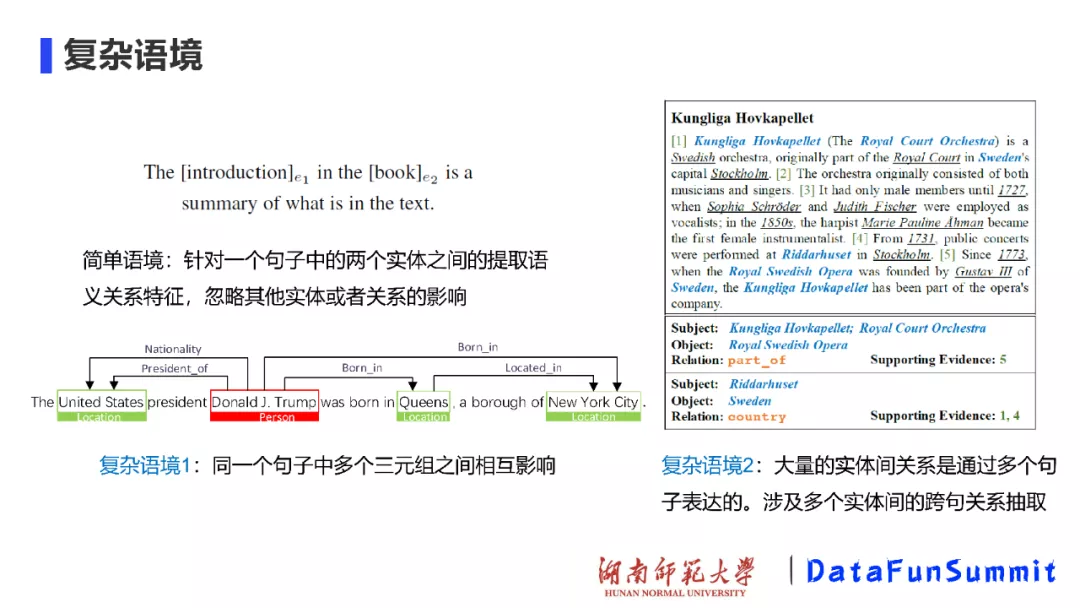 复杂语境
The [introduction]e1 in the [book]e2 is a
summary of what is in the text.
简单语境：针对一个句子中的两个实体之间的提取语
义关系特征，忽略其他实体或者关系的影响
Nationality
Born_in
President_of
Born_in
Located_in
The United States president Donald J. Trump was born in Queens , a borough of New York City .
Location
Person
Location
Location
复杂语境1：同一个句子中多个三元组之间相互影响
Kungliga Hovkapellet
[1] Kungliga Hovkapellet (The Royal Court Orchestra) is a
Swedish orchestra, originally part of the Royal Court in Sweden's
capital Stockholm. [2] The orchestra originally consisted of both
musicians and singers. [3] It had only male members until 1727,
when Sophia Schröder and Judith Fischer were employed as
vocalists; in the 1850s, the harpist Marie Pauline Åhman became
the first female instrumentalist. [4] From 1731, public concerts
were performed at Riddarhuset in Stockholm. [5] Since 1773,
when the Royal Swedish Opera was founded by Gustav III of
Sweden, the Kungliga Hovkapellet has been part of the opera's
company.
Subject: Kungliga Hovkapellet; Royal Court Orchestra
Object: Royal Swedish Opera
Relation: part_of Supporting Evidence: 5
Subject: Riddarhuset
Object: Sweden
Relation: country Supporting Evidence: 1, 4
复杂语境2：大量的实体间关系是通过多个句
子表达的。涉及多个实体间的跨句关系抽取
湖南师范大学
HUNAN NORMAL UNIVERSITY
DataFunSummit